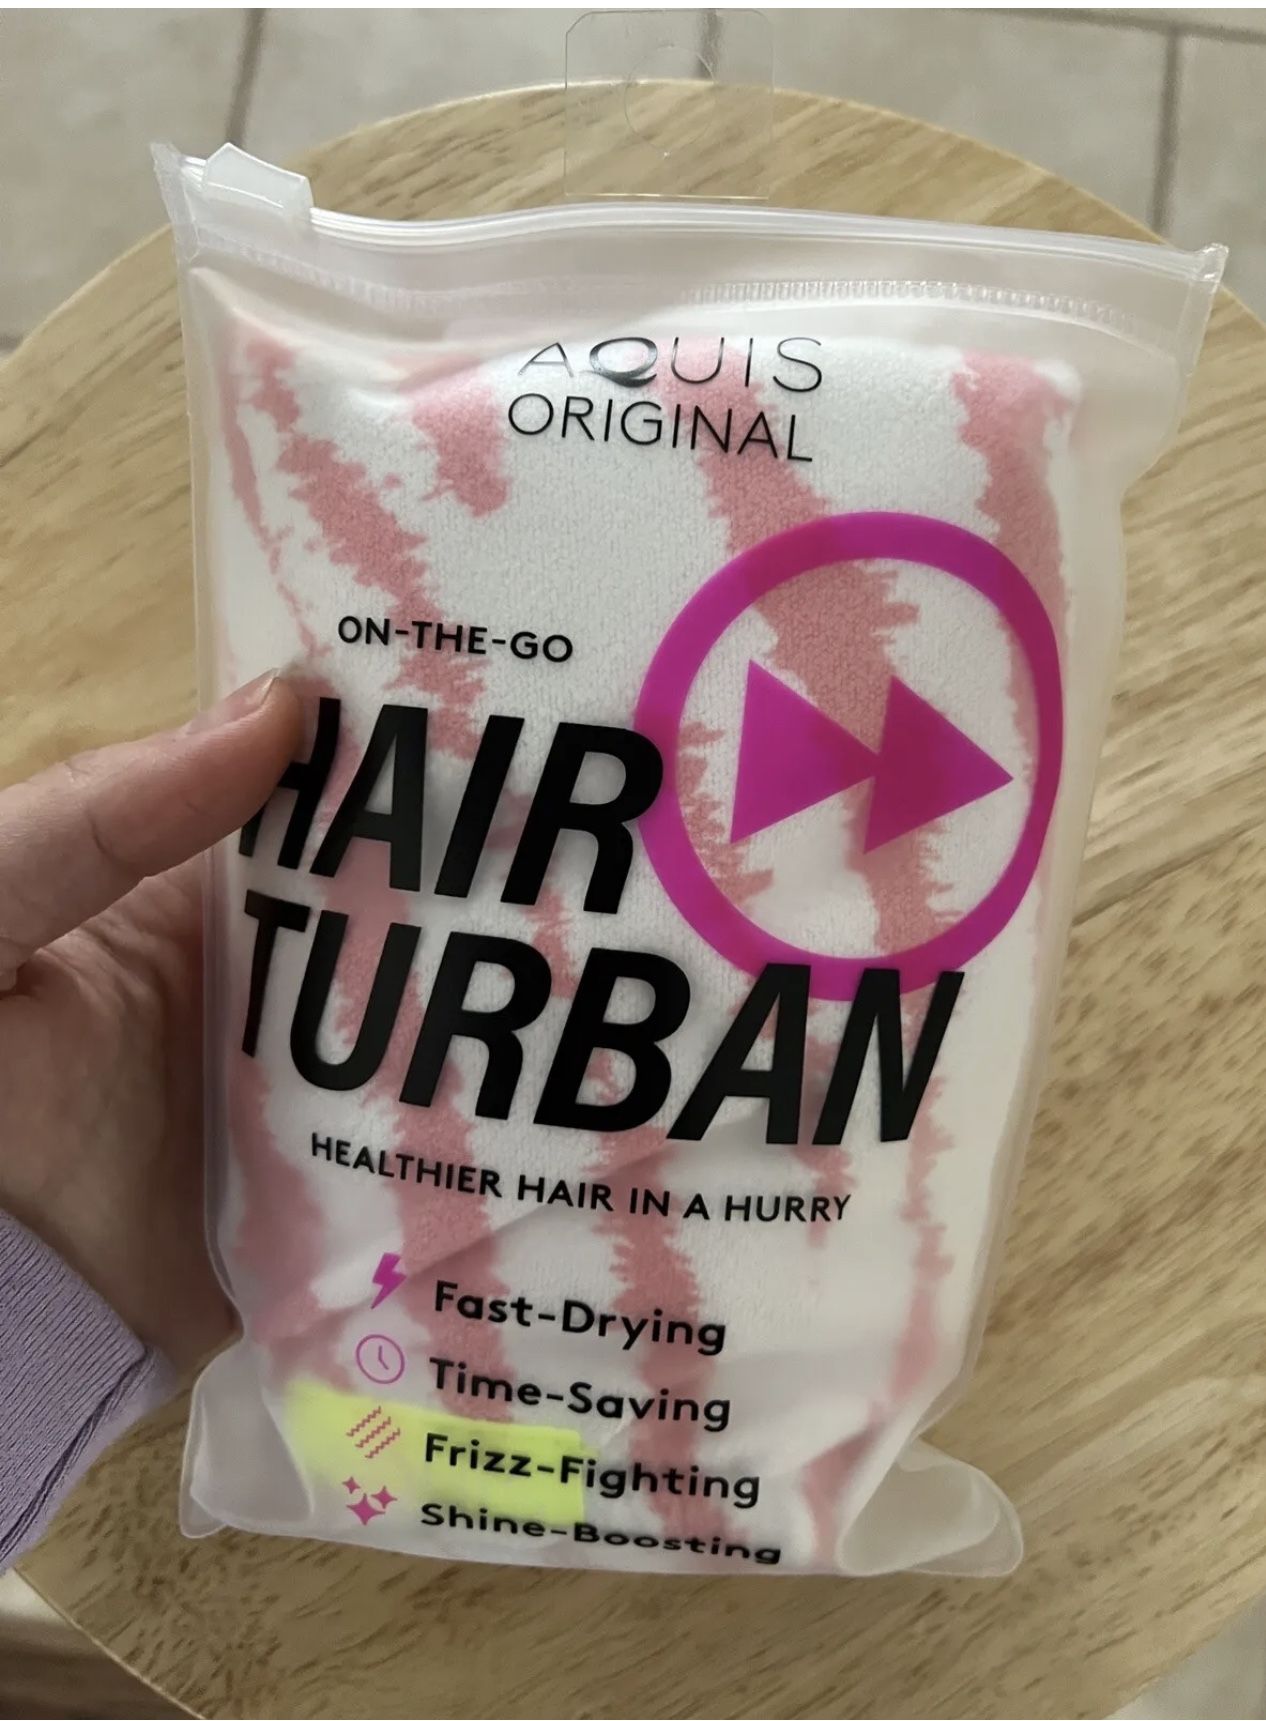 AQUIS
ORIGINAL
ON-THE-GO
HAIR
TURBAN
HEALTHIER HAIR IN A HURRY
Fast-Drying
Time-Saving
Frizz-Fighting
Shine-Boosting